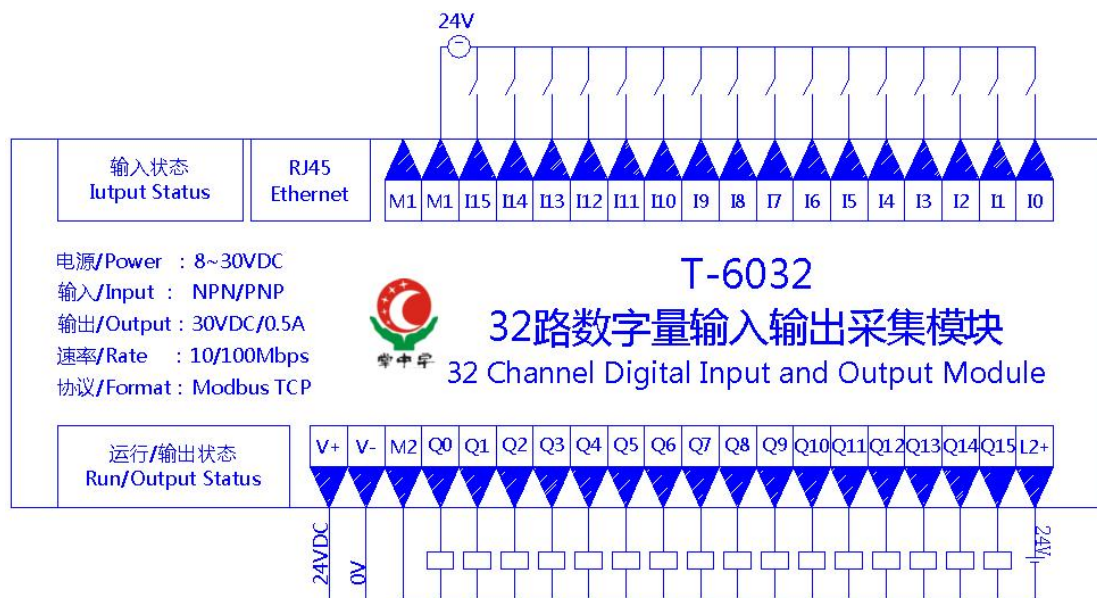 24V
输入状态
Iutput Status
RJ45
Ethernet
M1 M1 I15 I14 I13 I12 I11 I10 I9 I8 I7 I6 I5 I4 I3 I2 I1 I0
电源/Power : 8~30VDC
输入/Input : NPN/PNP
输出/Output : 30VDC/0.5A
速率/Rate : 10/100Mbps
协议/Format : Modbus TCP
掌中宇
T-6032
32路数字量输入输出采集模块
32 Channel Digital Input and Output Module
运行/输出状态
Run/Output Status
V+ V- M2 Q0 Q1 Q2 Q3 Q4 Q5 Q6 Q7 Q8 Q9 Q10 Q11 Q12 Q13 Q14 Q15 L2+
24VDC
0V
24V